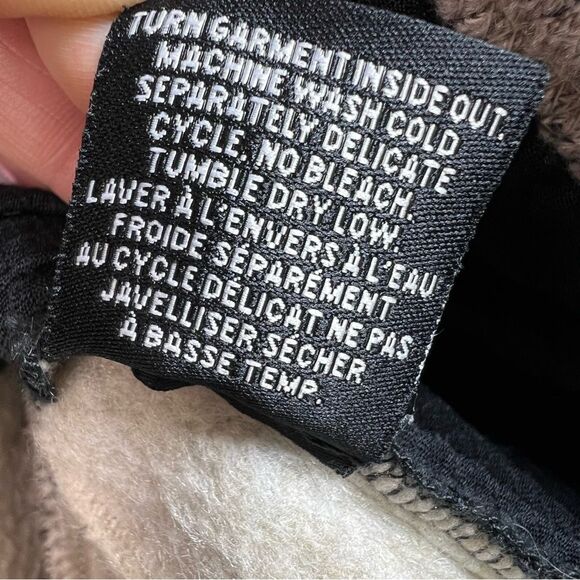 TURN GARMENT INSIDE OUT.
MACHINE WASH COLD
SEPARATELY DELICATE
CYCLE. NO BLEACH.
TUMBLE DRY LOW.
LAVER À L'ENVERS À L'EAU
FROIDE SÉPARÉMENT
AU CYCLE DÉLICAT NE PAS
JAVELLISER SÉCHER
À BASSE TEMP.